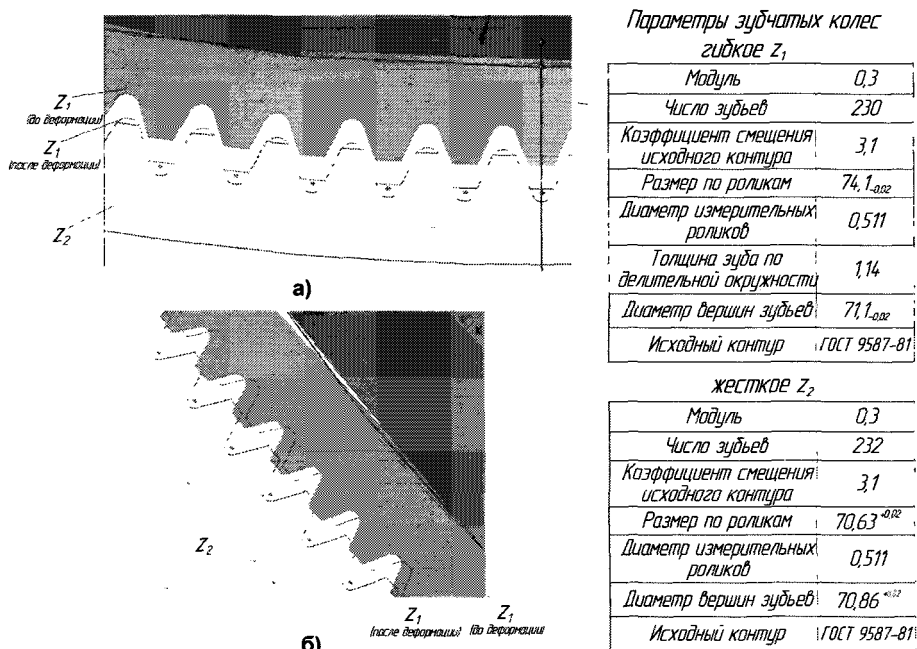 Z₁
(до деформации)
Z₁
(после деформации)
Z₂
а)
Z₂
Z₁
(после деформации)
Z₁
(до деформации)
б)
Параметры зубчатых колес
гибкое Z₁
Модуль 0,3
Число зубьев 230
Коэффициент смещения
исходного контура 3,1
Размер по роликам 74,1-0,02
Диаметр измерительных
роликов 0,511
Толщина зуба по
делительной окружности 1,14
Диаметр вершин зубьев 71,1-0,02
Исходный контур ГОСТ 9587-81
жесткое Z₂
Модуль 0,3
Число зубьев 232
Коэффициент смещения
исходного контура 3,1
Размер по роликам 70,63+0,02
Диаметр измерительных
роликов 0,511
Диаметр вершин зубьев 70,86+0,02
Исходный контур ГОСТ 9587-81